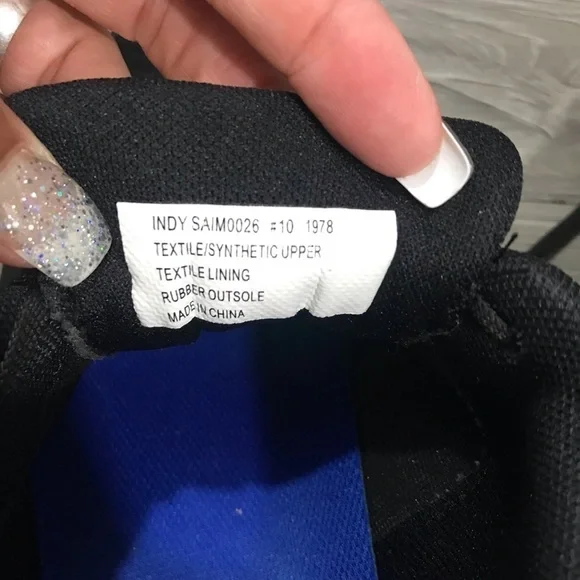 INDY SAIM0026 #10 1978
TEXTILE/SYNTHETIC UPPER
TEXTILE LINING
RUBBER OUTSOLE
MADE IN CHINA